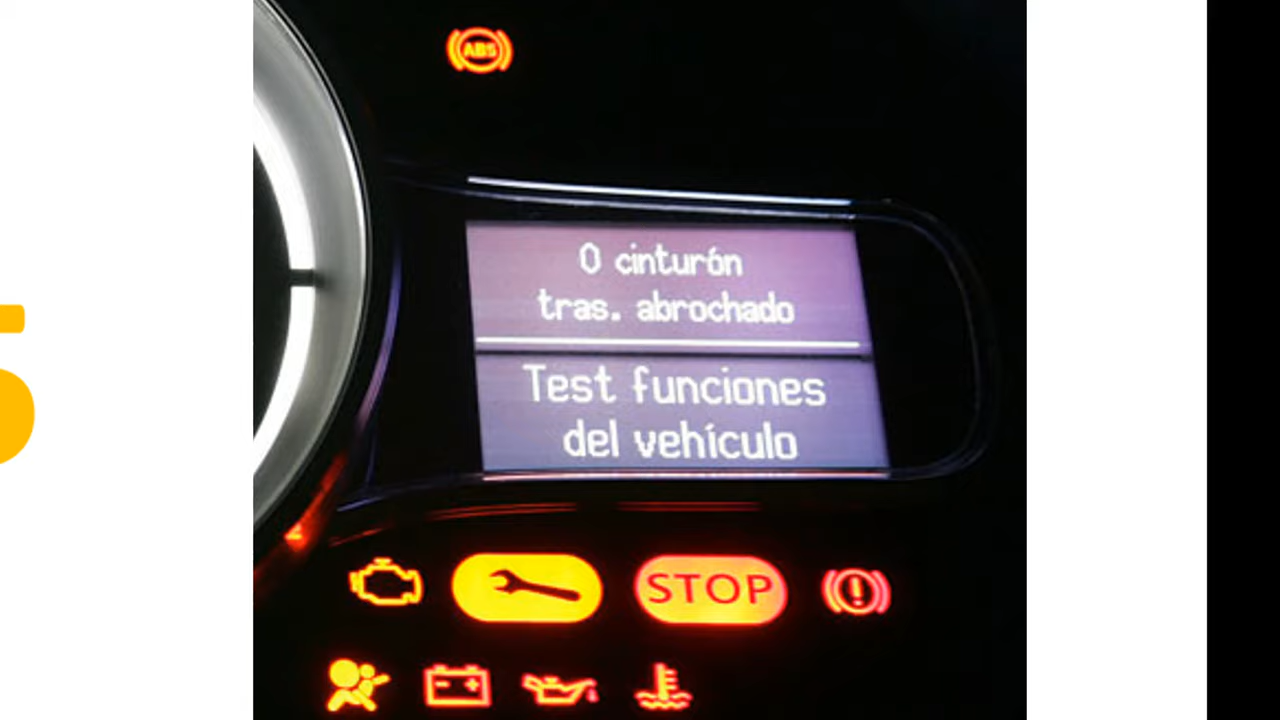 ABS
0 cinturón
tras. abrochado
Test funciones
del vehículo
STOP